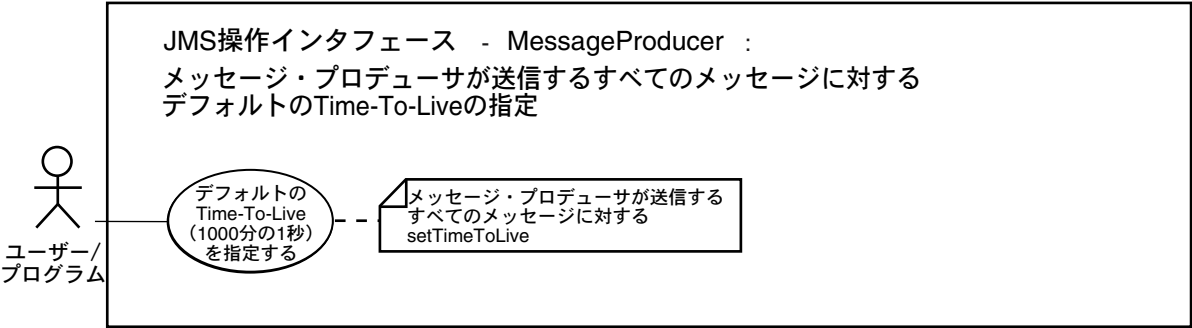 JMS操作インタフェース - MessageProducer :
メッセージ・プロデューサが送信するすべてのメッセージに対する
デフォルトのTime-To-Liveの指定
デフォルトの
Time-To-Live
(1000分の1秒)
を指定する
メッセージ・プロデューサが送信する
すべてのメッセージに対する
setTimeToLive
ユーザー/
プログラム